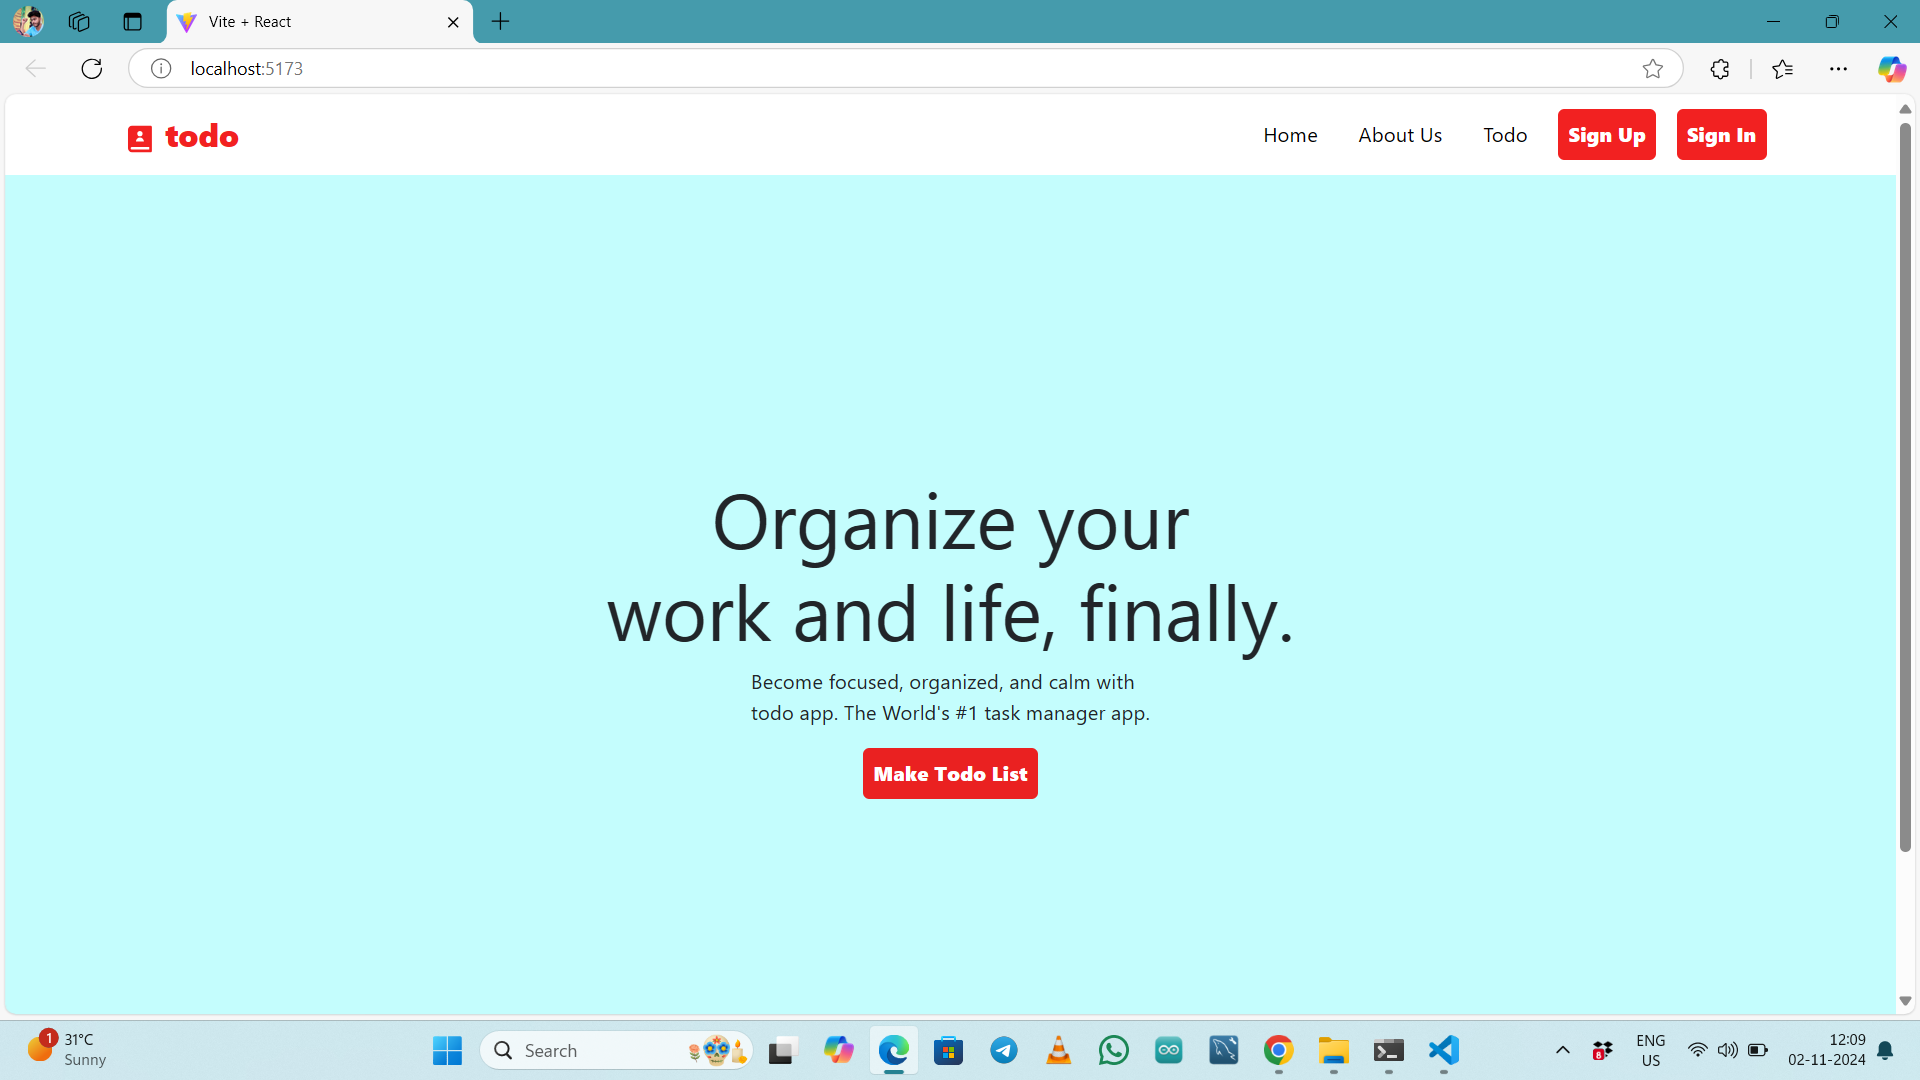 Vite + React
localhost:5173
todo
Home About Us Todo Sign Up Sign In
Organize your
work and life, finally.
Become focused, organized, and calm with
todo app. The World's #1 task manager app.
Make Todo List
1
31°C
Sunny
Search
8
ENG
US
12:09
02-11-2024